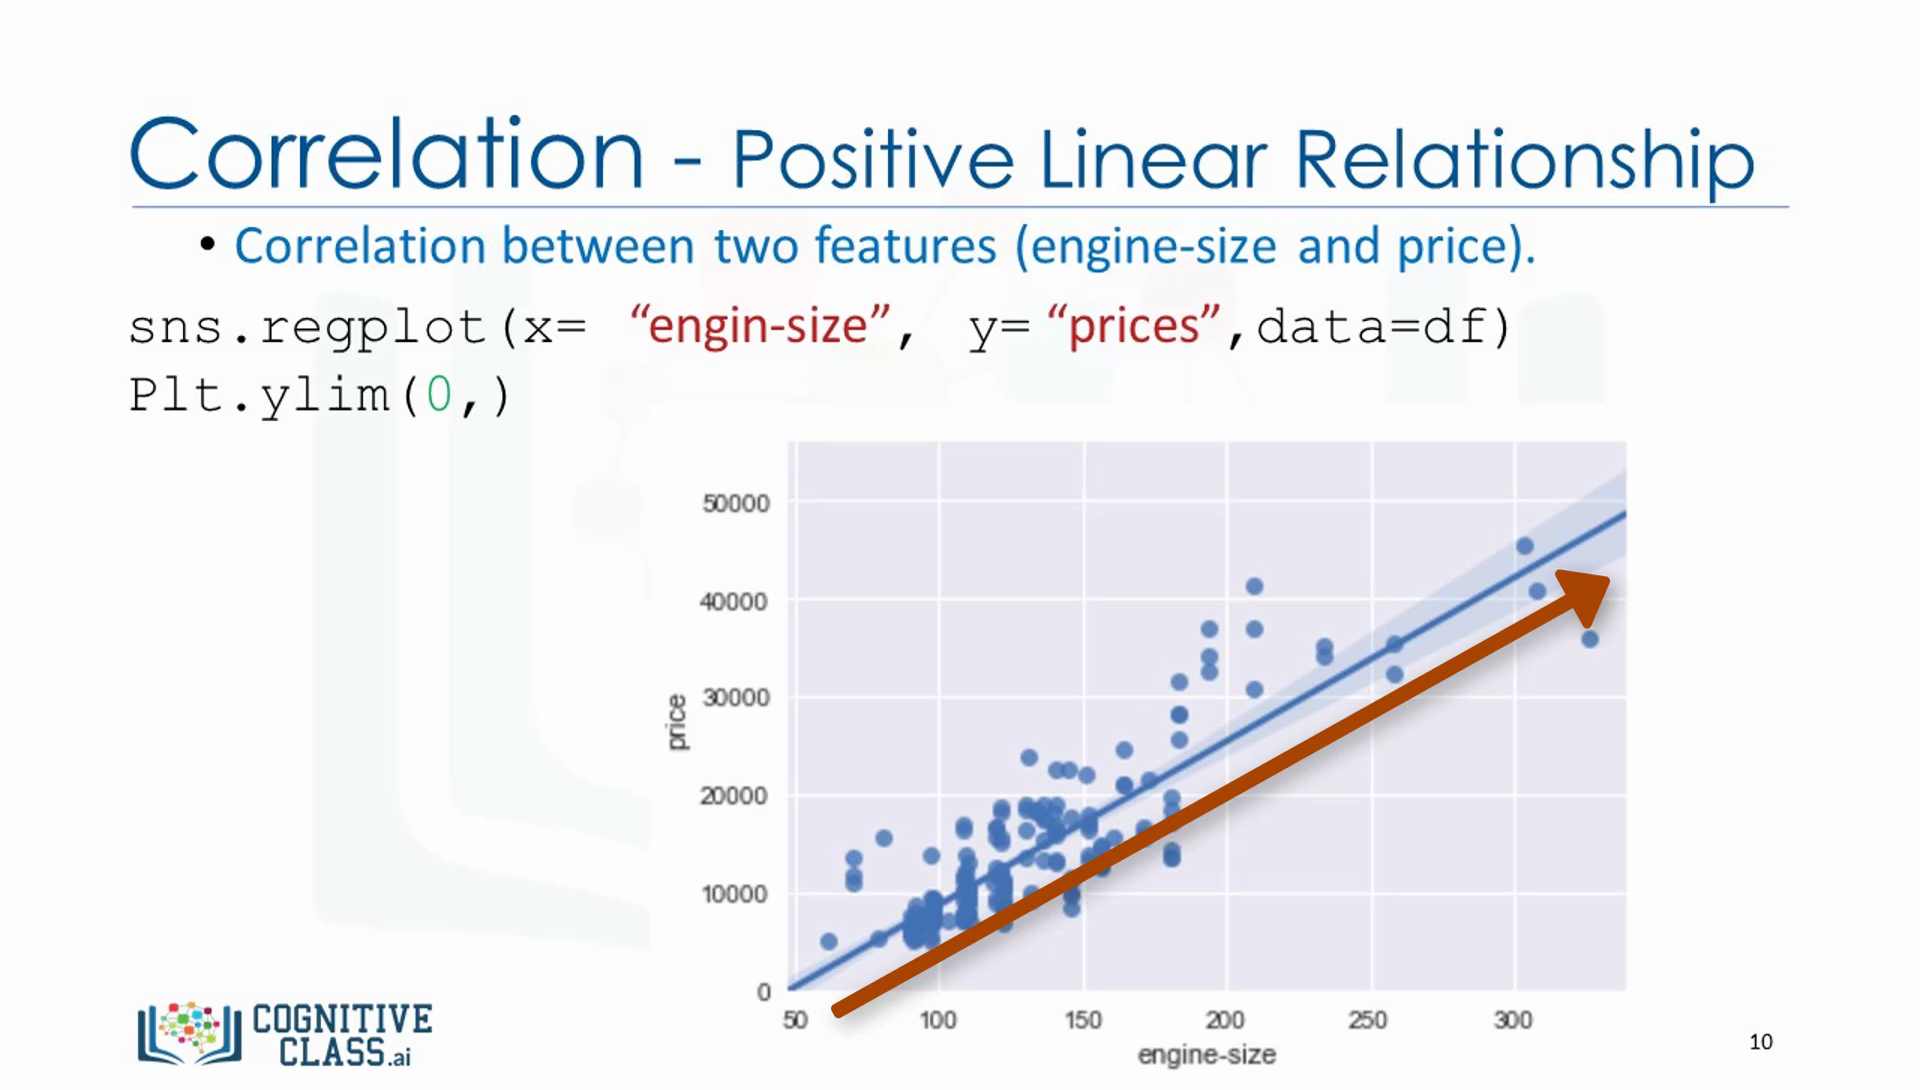 Correlation - Positive Linear Relationship
• Correlation between two features (engine-size and price).
sns.regplot(x= “engin-size”, y= “prices”,data=df)
Plt.ylim(0,)
50000
40000
30000
20000
10000
0
price
50 100 150 200 250 300
engine-size
COGNITIVE
CLASS.ai
10